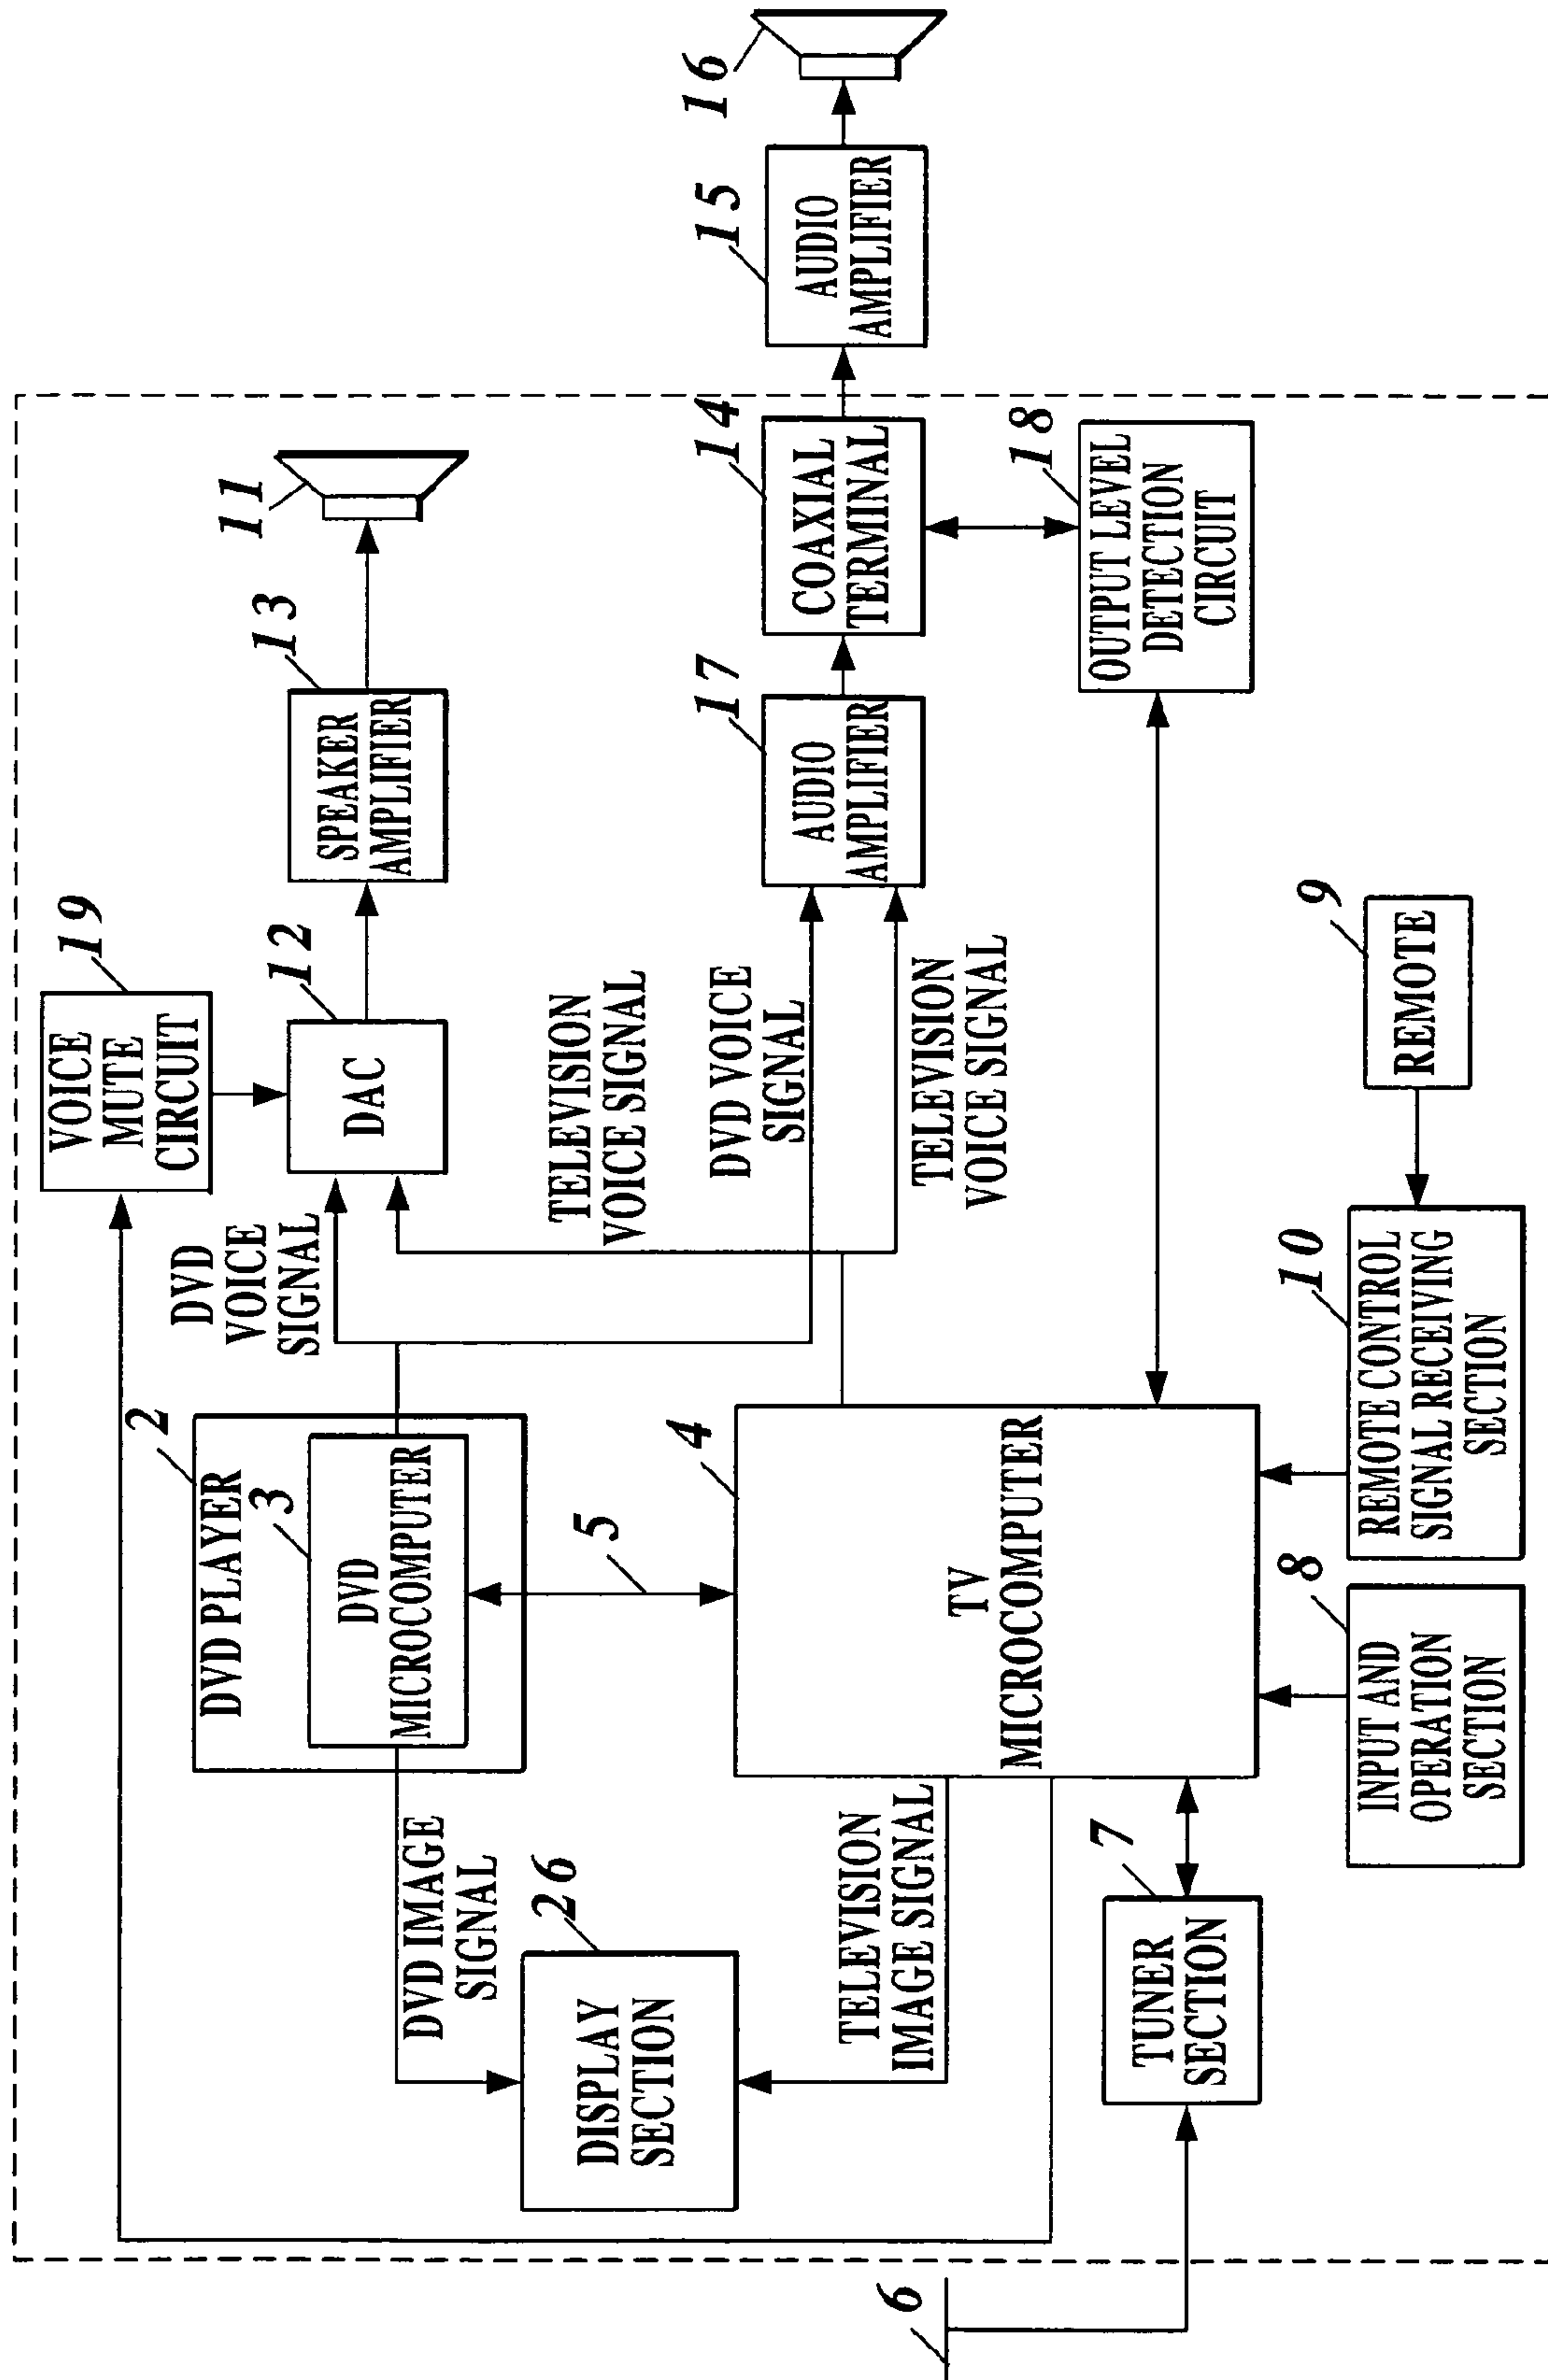 19
VOICE
MUTE
CIRCUIT
DVD
VOICE
SIGNAL
12
DAC
13
SPEAKER
AMPLIFIER
11
2
DVD PLAYER
3
DVD
MICROCOMPUTER
DVD IMAGE
SIGNAL
26
DISPLAY
SECTION
5
TELEVISION
VOICE SIGNAL
DVD VOICE
SIGNAL
TELEVISION
VOICE SIGNAL
17
AUDIO
AMPLIFIER
14
COAXIAL
TERMINAL
15
AUDIO
AMPLIFIER
16
4
TV
MICROCOMPUTER
TELEVISION
IMAGE SIGNAL
18
OUTPUT LEVEL
DETECTION
CIRCUIT
6
7
TUNER
SECTION
8
INPUT AND
OPERATION
SECTION
10
REMOTE CONTROL
SIGNAL RECEIVING
SECTION
9
REMOTE